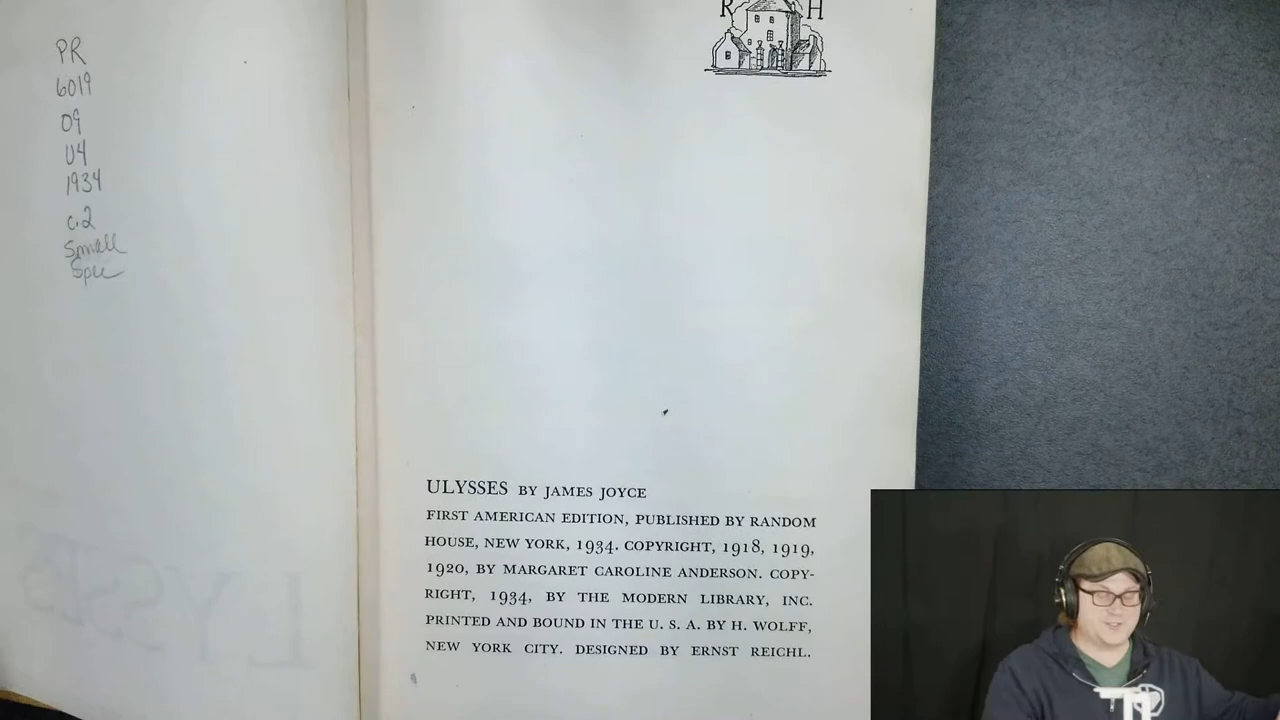 PR
6019
O9
U4
1934
c.2
Small
Spec
R H
ULYSSES BY JAMES JOYCE
FIRST AMERICAN EDITION, PUBLISHED BY RANDOM
HOUSE, NEW YORK, 1934. COPYRIGHT, 1918, 1919,
1920, BY MARGARET CAROLINE ANDERSON. COPY-
RIGHT, 1934, BY THE MODERN LIBRARY, INC.
PRINTED AND BOUND IN THE U. S. A. BY H. WOLFF,
NEW YORK CITY. DESIGNED BY ERNST REICHL.